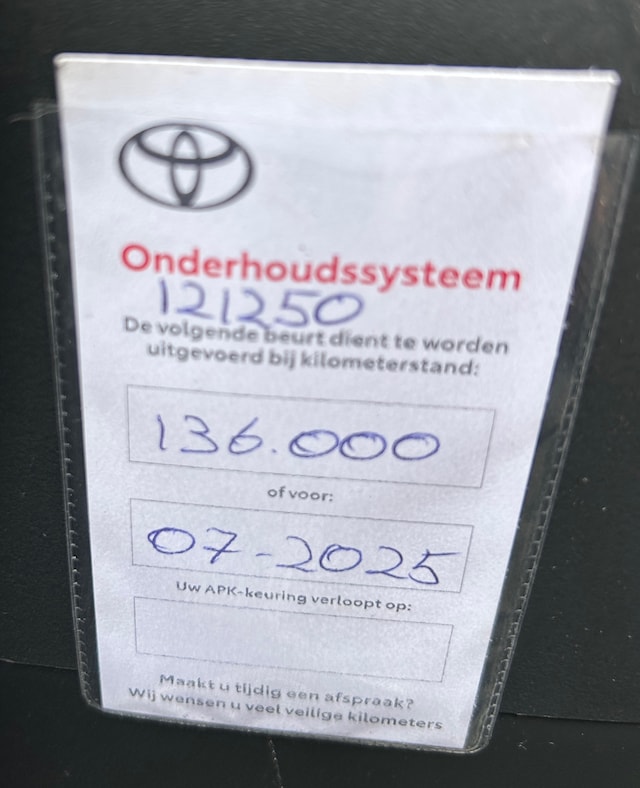 Onderhoudssysteem
121250
De volgende beurt dient te worden
uitgevoerd bij kilometerstand:
136.000
of voor:
07-2025
Uw APK-keuring verloopt op:
Maakt u tijdig een afspraak?
Wij wensen u veel veilige kilometers